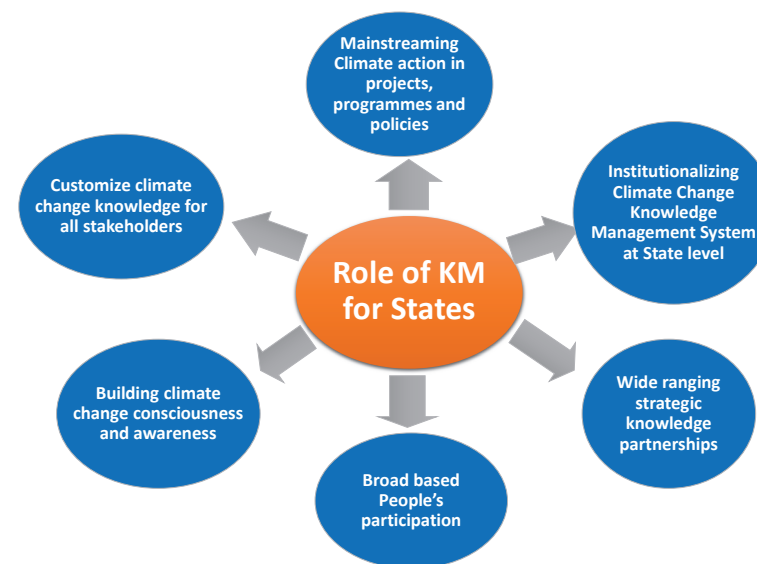 Mainstreaming
Climate action in
projects,
programmes and
policies
Customize climate
change knowledge for
all stakeholders
Institutionalizing
Climate Change
Knowledge
Management System
at State level
Role of KM
for States
Building climate
change consciousness
and awareness
Wide ranging
strategic
knowledge
partnerships
Broad based
People’s
participation